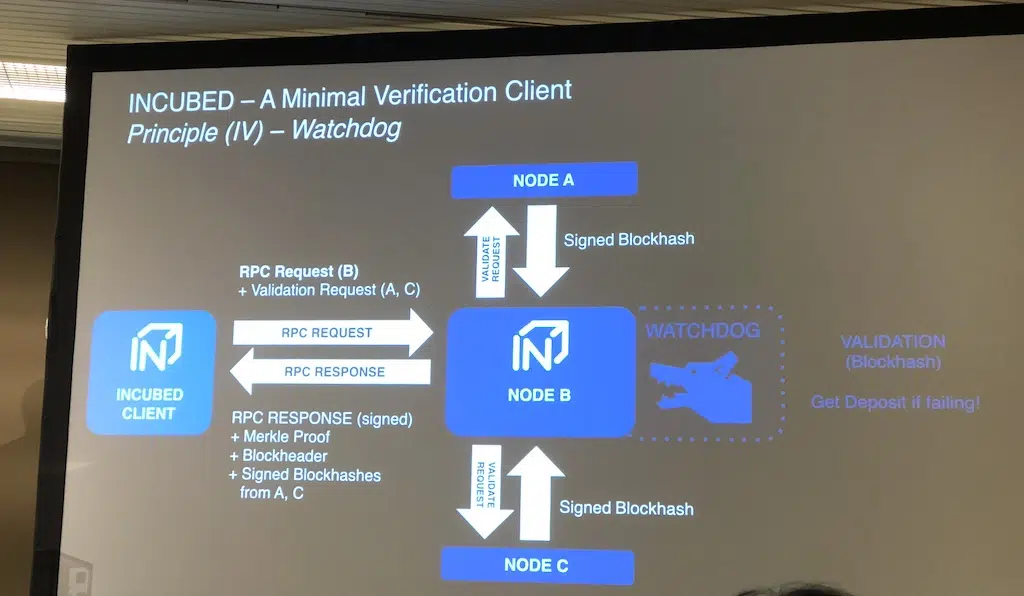 INCUBED – A Minimal Verification Client
Principle (IV) – Watchdog
NODE A
VALIDATE
REQUEST
Signed Blockhash
RPC Request (B)
+ Validation Request (A, C)
RPC REQUEST
RPC RESPONSE
IN
INCUBED
CLIENT
IN
NODE B
WATCHDOG
VALIDATION
(Blockhash)
Get Deposit if failing!
RPC RESPONSE (signed)
+ Merkle Proof
+ Blockheader
+ Signed Blockhashes
from A, C
VALIDATE
REQUEST
Signed Blockhash
NODE C